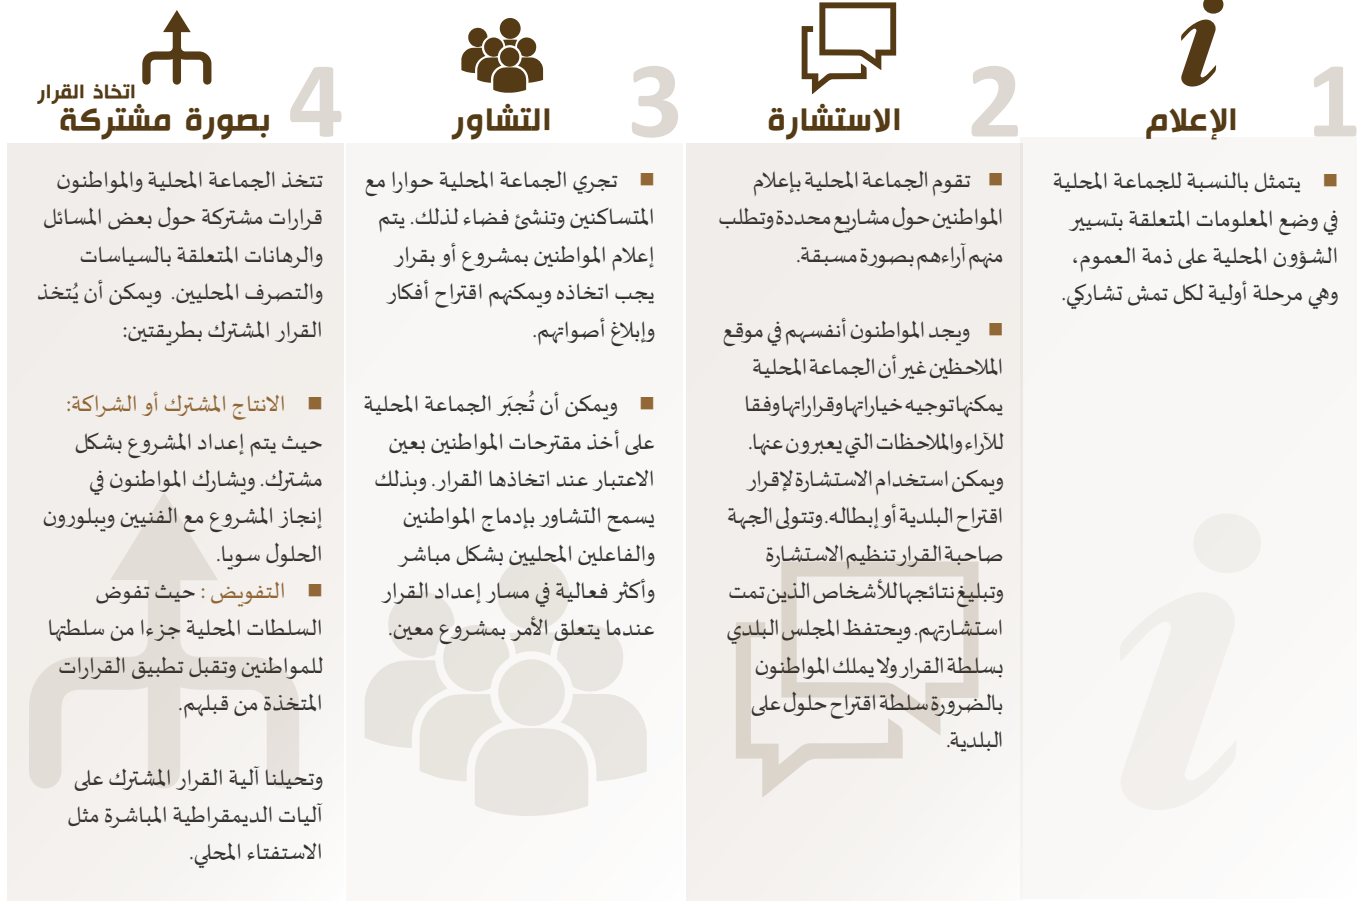 1
الإعلام
■ يتمثل بالنسبة للجماعة المحلية
في وضع المعلومات المتعلقة بتسيير
الشؤون المحلية على ذمة العموم،
وهي مرحلة أولية لكل تمش تشاركي.
2
الاستشارة
■ تقوم الجماعة المحلية بإعلام
المواطنين حول مشاريع محددة وتطلب
منهم آراءهم بصورة مسبقة.
■ ويجد المواطنون أنفسهم في موقع
الملاحظين غير أن الجماعة المحلية
يمكنها توجيه خياراتها وقراراتها وفقا
للآراء والملاحظات التي يعبرون عنها.
ويمكن استخدام الاستشارة لإقرار
اقتراح البلدية أو إبطاله. وتتولى الجهة
صاحبة القرار تنظيم الاستشارة
وتبليغ نتائجها للأشخاص الذين تمت
استشارتهم. ويحتفظ المجلس البلدي
بسلطة القرار ولا يملك المواطنون
بالضرورة سلطة اقتراح حلول على
البلدية.
3
التشاور
■ تجري الجماعة المحلية حوارا مع
المتساكنين وتنشئ فضاء لذلك. يتم
إعلام المواطنين بمشروع أو بقرار
يجب اتخاذه ويمكنهم اقتراح أفكار
وإبلاغ أصواتهم.
■ ويمكن أن تُجبَر الجماعة المحلية
على أخذ مقترحات المواطنين بعين
الاعتبار عند اتخاذها القرار. وبذلك
يسمح التشاور بإدماج المواطنين
والفاعلين المحليين بشكل مباشر
وأكثر فعالية في مسار إعداد القرار
عندما يتعلق الأمر بمشروع معين.
4
اتخاذ القرار
بصورة مشتركة
تتخذ الجماعة المحلية والمواطنون
قرارات مشتركة حول بعض المسائل
والرهانات المتعلقة بالسياسات
والتصرف المحليين. ويمكن أن يُتخذ
القرار المشترك بطريقتين:
■ الانتاج المشترك أو الشراكة:
حيث يتم إعداد المشروع بشكل
مشترك. ويشارك المواطنون في
إنجاز المشروع مع الفنيين ويبلورون
الحلول سويا.
■ التفويض : حيث تفوض
السلطات المحلية جزءا من سلطتها
للمواطنين وتقبل تطبيق القرارات
المتخذة من قبلهم.
وتحيلنا آلية القرار المشترك على
آليات الديمقراطية المباشرة مثل
الاستفتاء المحلي.